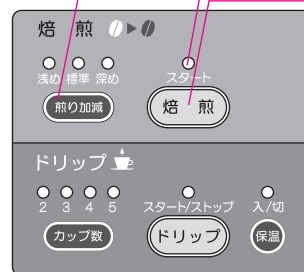 焙 煎
浅め 標準 深め
スタート
煎り加減
焙 煎
ドリップ
2 3 4 5
スタート/ストップ
入/切
カップ数
ドリップ
保温